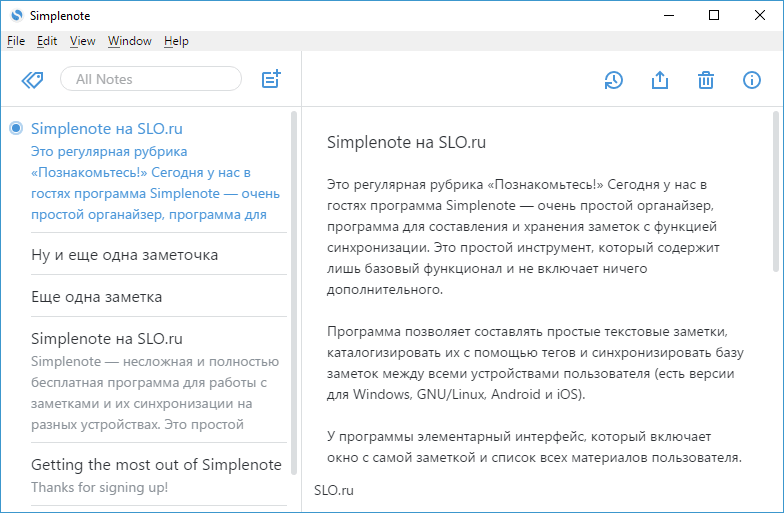 Simplenote
File Edit View Window Help
All Notes
Simplenote на SLO.ru
Это регулярная рубрика
«Познакомьтесь!» Сегодня у нас в
гостях программа Simplenote — очень
простой органайзер, программа для
Ну и еще одна заметочка
Еще одна заметка
Simplenote на SLO.ru
Simplenote — несложная и полностью
бесплатная программа для работы с
заметками и их синхронизации на
разных устройствах. Это простой
Getting the most out of Simplenote
Thanks for signing up!
Simplenote на SLO.ru
Это регулярная рубрика «Познакомьтесь!» Сегодня у нас в
гостях программа Simplenote — очень простой органайзер,
программа для составления и хранения заметок с функцией
синхронизации. Это простой инструмент, который содержит
лишь базовый функционал и не включает ничего
дополнительного.
Программа позволяет составлять простые текстовые заметки,
каталогизировать их с помощью тегов и синхронизировать базу
заметок между всеми устройствами пользователя (есть версии
для Windows, GNU/Linux, Android и iOS).
У программы элементарный интерфейс, который включает
окно с самой заметкой и список всех материалов пользователя.
SLO.ru